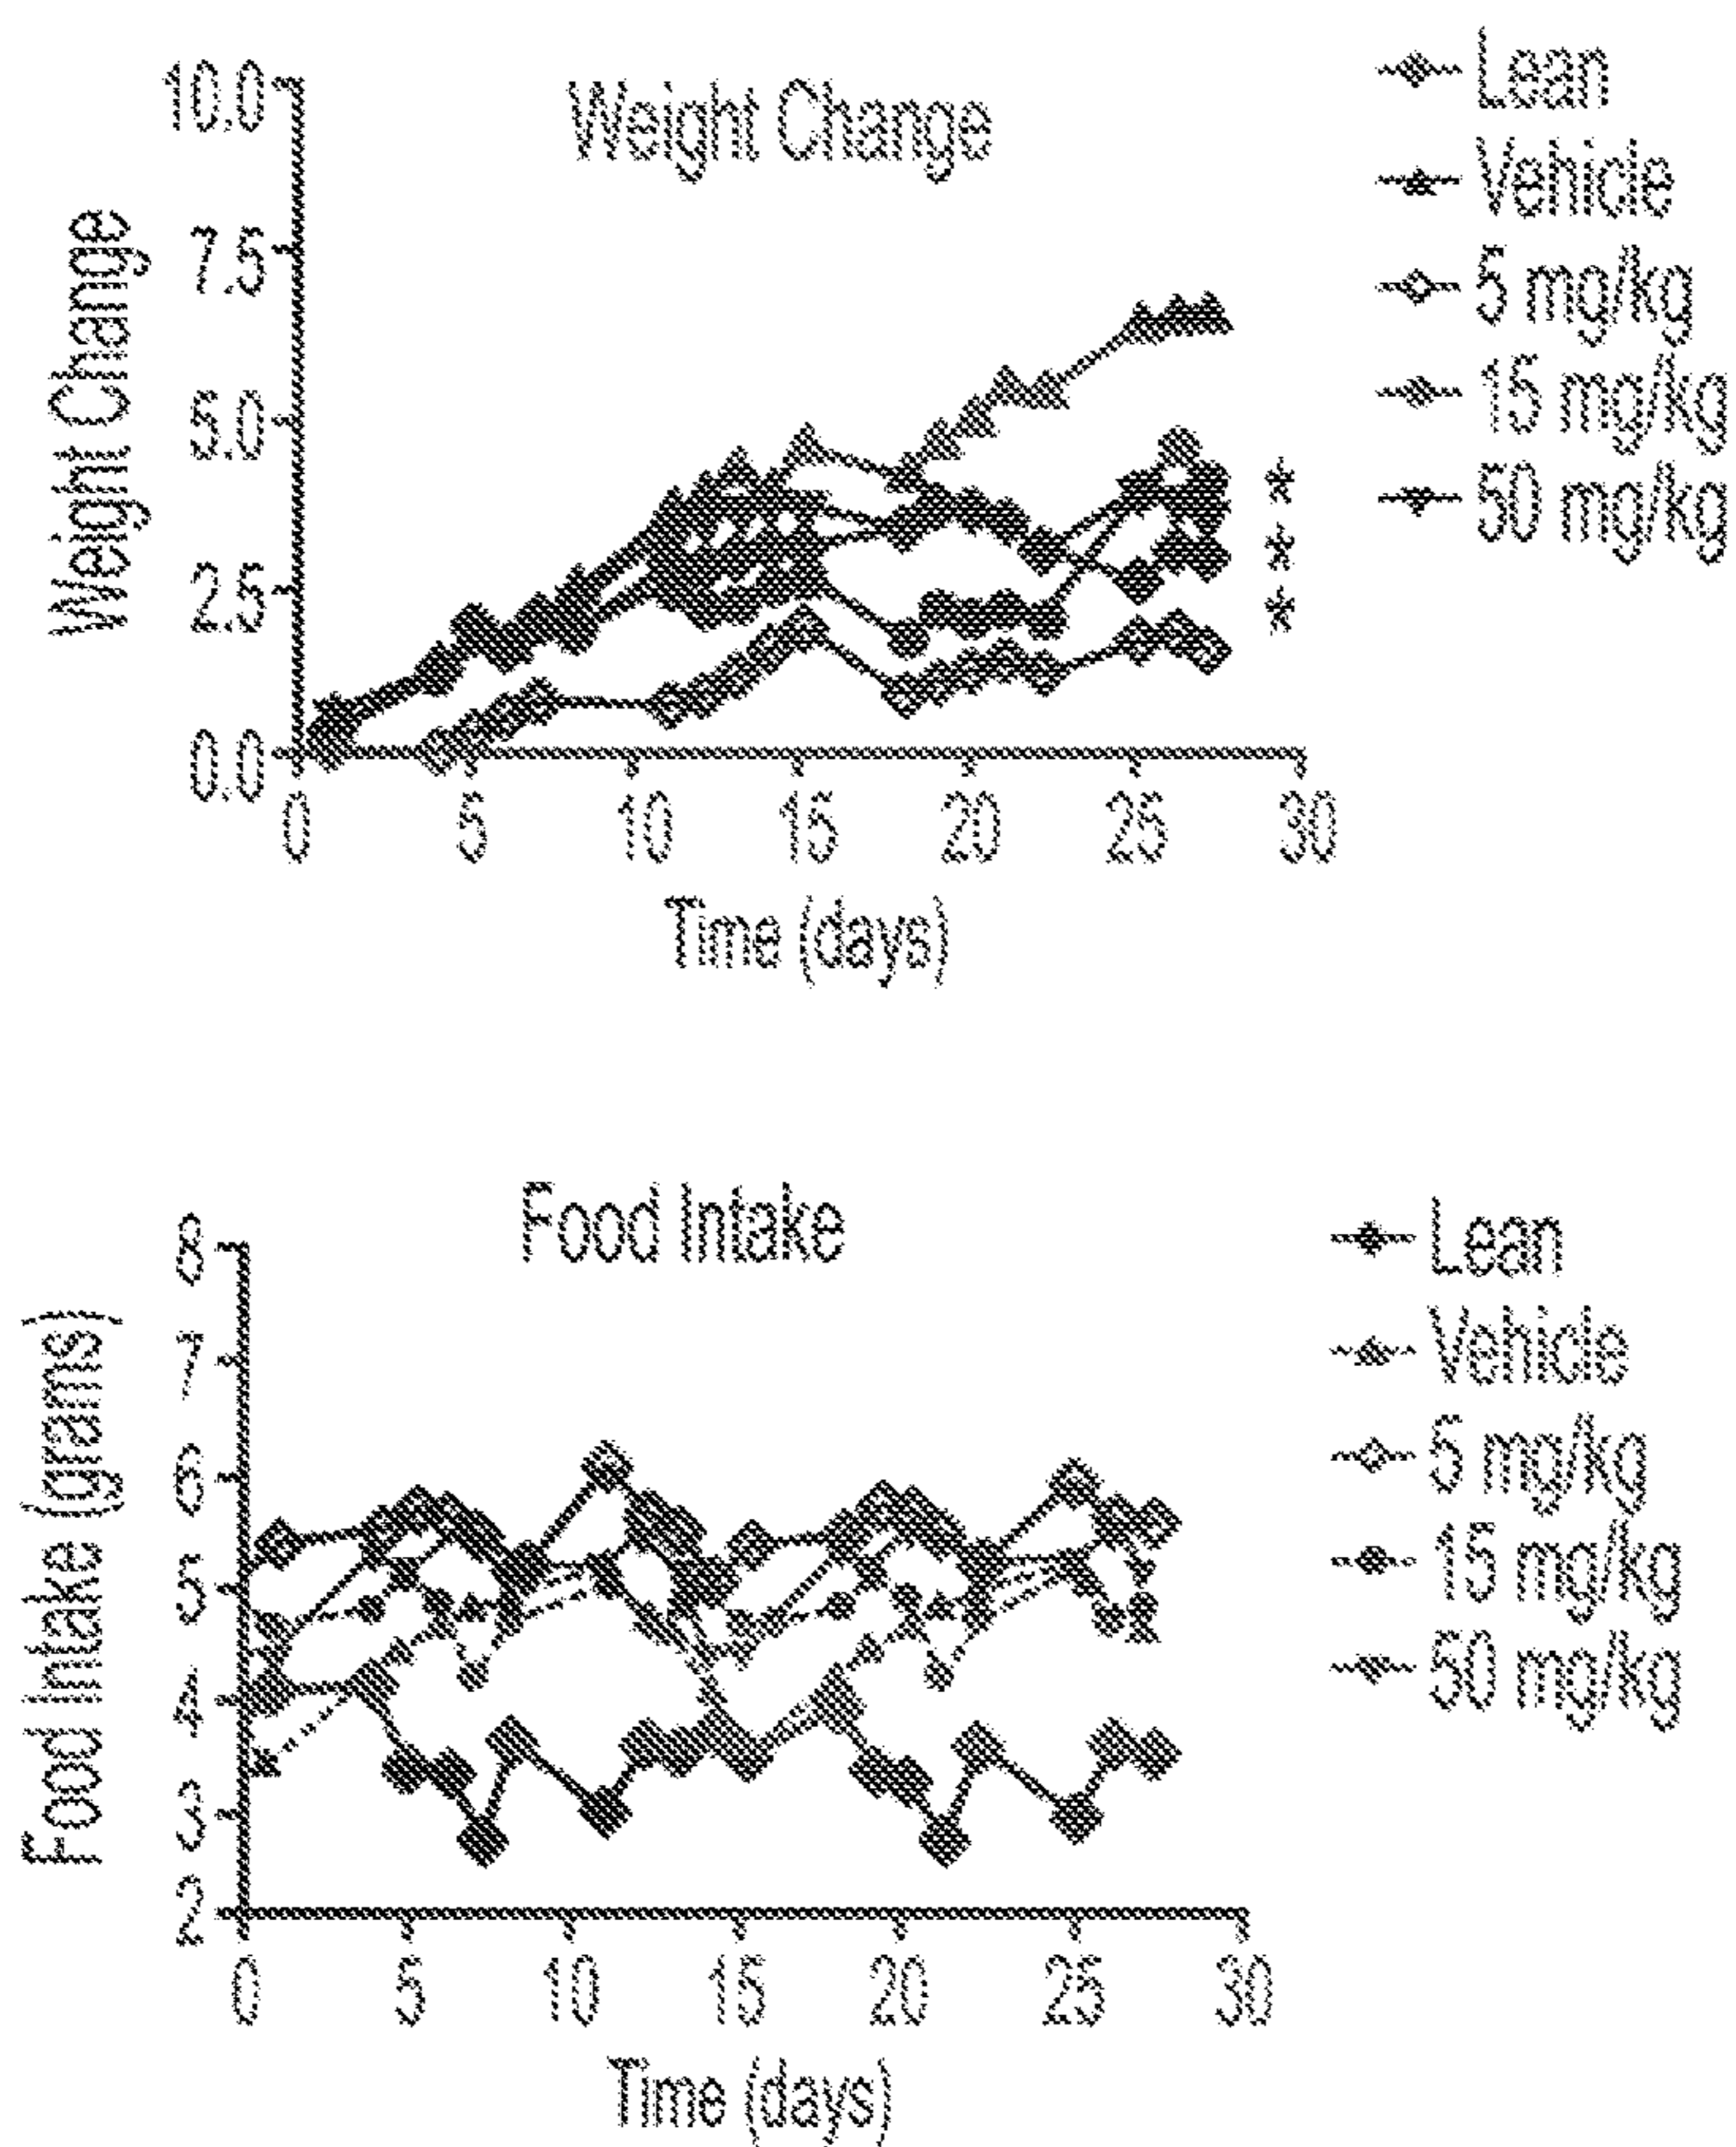 Weight Change
Weight Change
10.0
7.5
5.0
2.5
0.0
0 5 10 15 20 25 30
Time (days)
Lean
Vehicle
5 mg/kg
15 mg/kg
50 mg/kg
*
*
*
Food Intake
Food Intake (grams)
8
7
6
5
4
3
2
0 5 10 15 20 25 30
Time (days)
Lean
Vehicle
5 mg/kg
15 mg/kg
50 mg/kg